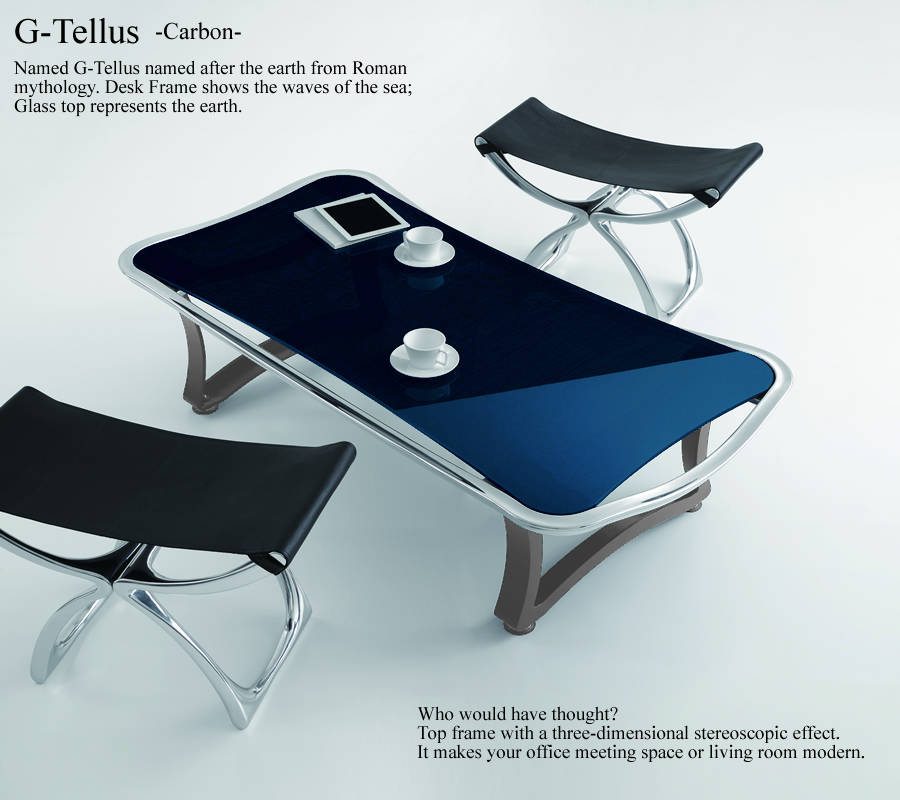 G-Tellus -Carbon-
Named G-Tellus named after the earth from Roman
mythology. Desk Frame shows the waves of the sea;
Glass top represents the earth.
Who would have thought?
Top frame with a three-dimensional stereoscopic effect.
It makes your office meeting space or living room modern.